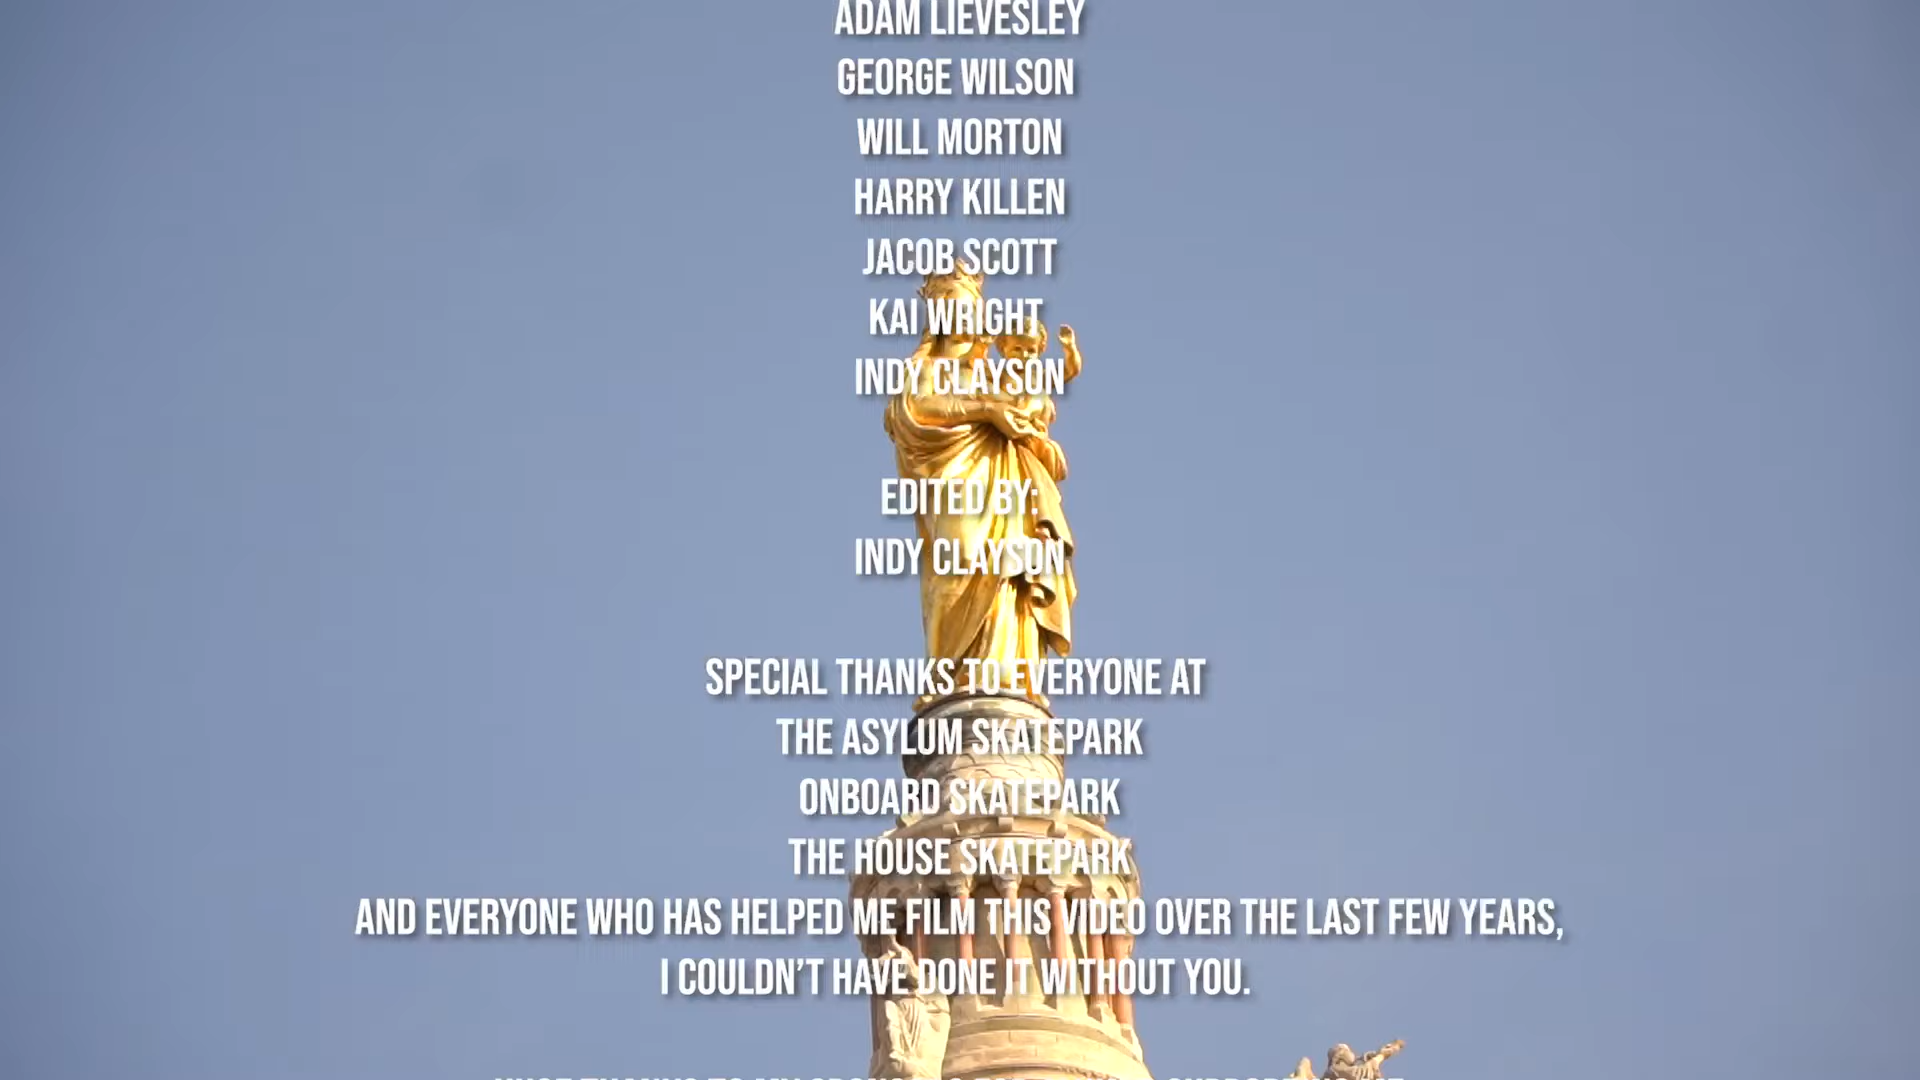 ADAM LIEVESLEY
GEORGE WILSON
WILL MORTON
HARRY KILLEN
JACOB SCOTT
KAI WRIGHT
INDY CLAYSON
EDITED BY:
INDY CLAYSON
SPECIAL THANKS TO EVERYONE AT
THE ASYLUM SKATEPARK
ONBOARD SKATEPARK
THE HOUSE SKATEPARK
AND EVERYONE WHO HAS HELPED ME FILM THIS VIDEO OVER THE LAST FEW YEARS,
I COULDN’T HAVE DONE IT WITHOUT YOU.